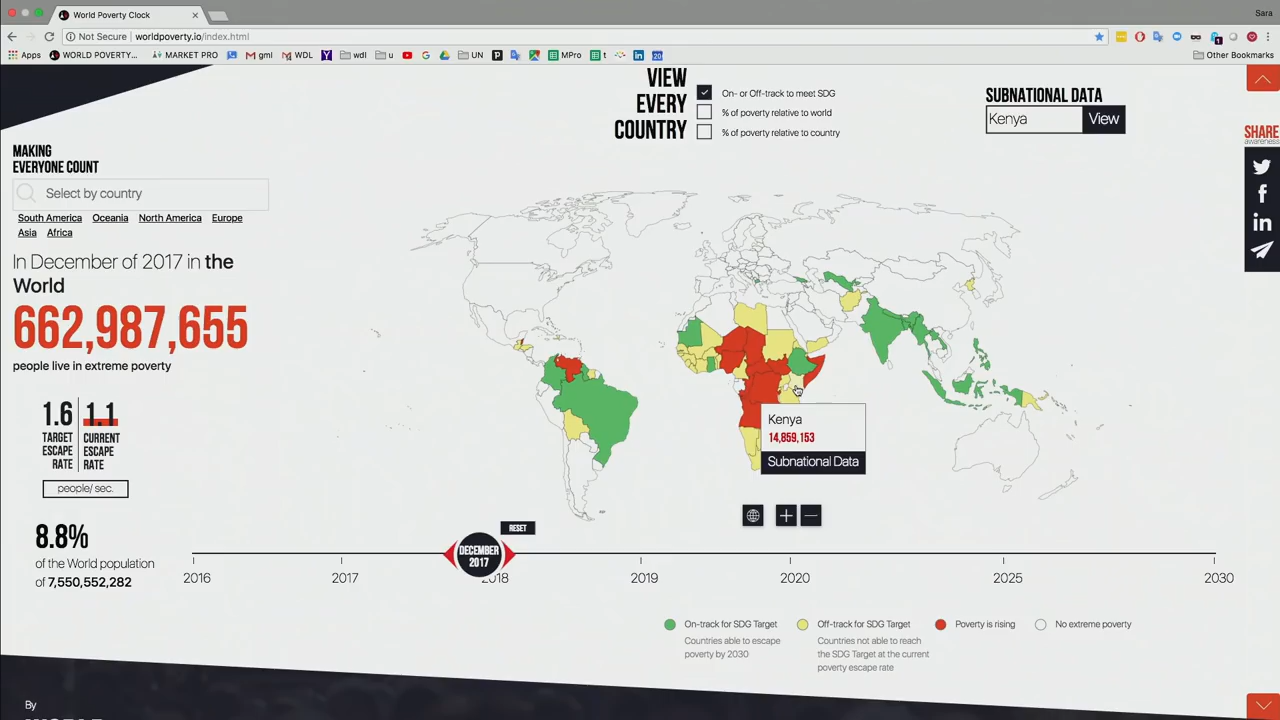 World Poverty Clock
Sara
Not Secure | worldpoverty.io/index.html
Apps
WORLD POVERTY...
MARKET PRO
gml
WDL
wdl
u
UN
MPro
t
20
Other Bookmarks
VIEW
EVERY
COUNTRY
On- or Off-track to meet SDG
% of poverty relative to world
% of poverty relative to country
SUBNATIONAL DATA
Kenya
View
SHARE
awareness
MAKING
EVERYONE COUNT
Select by country
South America Oceania North America Europe
Asia Africa
In December of 2017 in the
World
662,987,655
people live in extreme poverty
1.6
TARGET
ESCAPE
RATE
1.1
CURRENT
ESCAPE
RATE
people/ sec.
8.8%
of the World population
of 7,550,552,282
Kenya
14,859,153
Subnational Data
RESET
DECEMBER
2017
2016 2017 2018 2019 2020 2025 2030
On-track for SDG Target
Countries able to escape
poverty by 2030
Off-track for SDG Target
Countries not able to reach
the SDG Target at the current
poverty escape rate
Poverty is rising
No extreme poverty
By